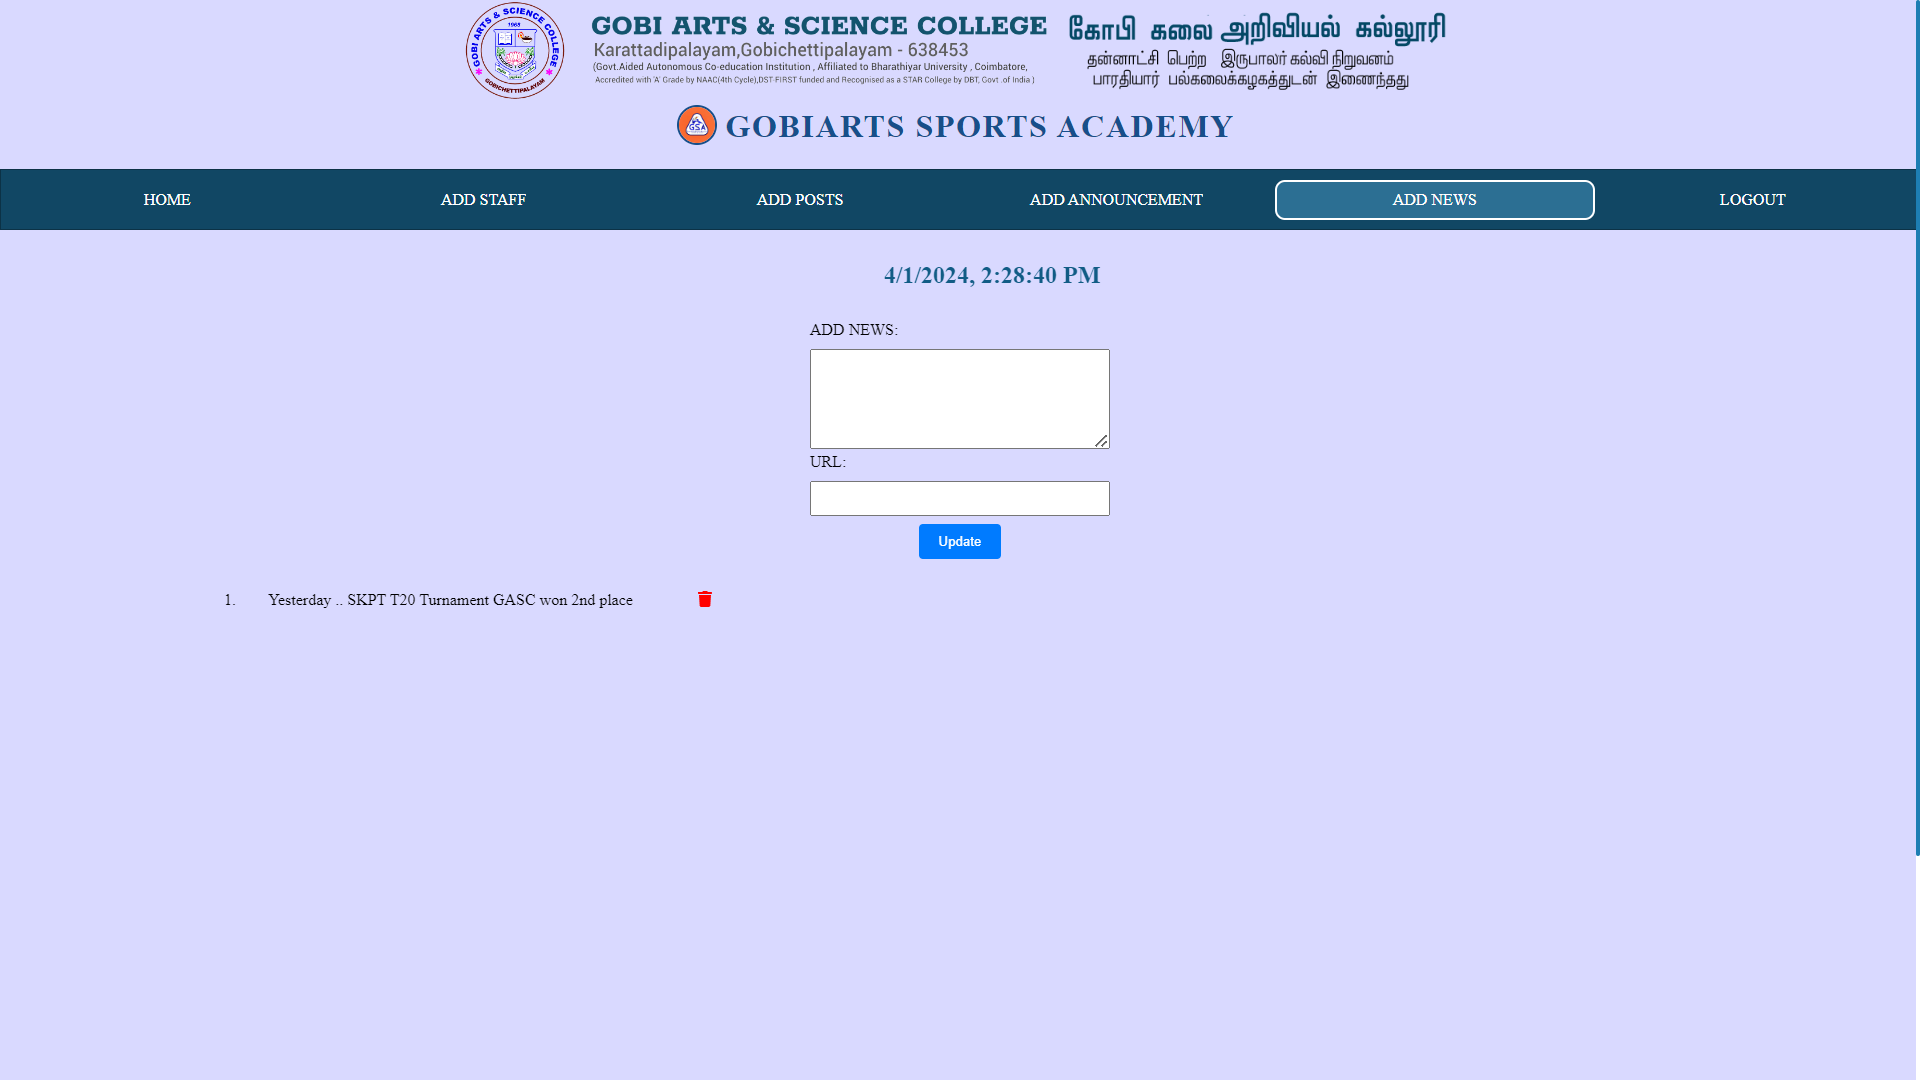 GOBI ARTS & SCIENCE COLLEGE
1968
GOBICHETTIPALAYAM
GOBI ARTS & SCIENCE COLLEGE
Karattadipalayam,Gobichettipalayam - 638453
(Govt.Aided Autonomous Co-education Institution , Affiliated to Bharathiyar University , Coimbatore,
Accredited with 'A' Grade by NAAC(4th Cycle),DST-FIRST funded and Recognised as a STAR College by DBT, Govt .of India )
கோபி கலை அறிவியல் கல்லூரி
தன்னாட்சி பெற்ற இருபாலர் கல்வி நிறுவனம்
பாரதியார் பல்கலைக்கழகத்துடன் இணைந்தது
GSA
GOBIARTS SPORTS ACADEMY
HOME
ADD STAFF
ADD POSTS
ADD ANNOUNCEMENT
ADD NEWS
LOGOUT
4/1/2024, 2:28:40 PM
ADD NEWS:
URL:
Update
1. Yesterday .. SKPT T20 Turnament GASC won 2nd place